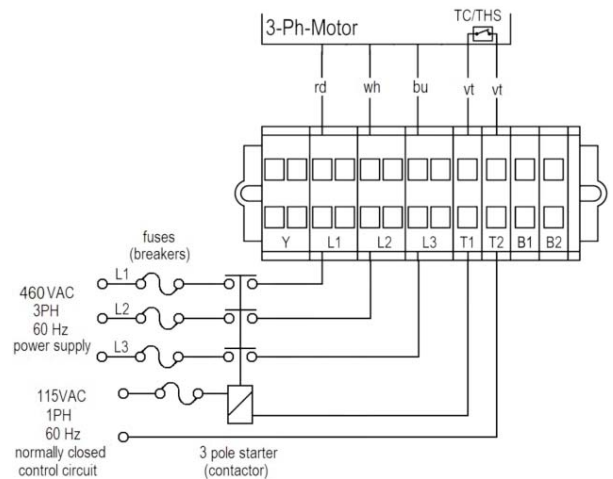 3-Ph-Motor
TC/THS
rd wh bu vt vt
Y L1 L2 L3 T1 T2 B1 B2
fuses
(breakers)
L1
460 VAC
3PH
60 Hz
power supply
L2
L3
115VAC
1PH
60 Hz
normally closed
control circuit
3 pole starter
(contactor)